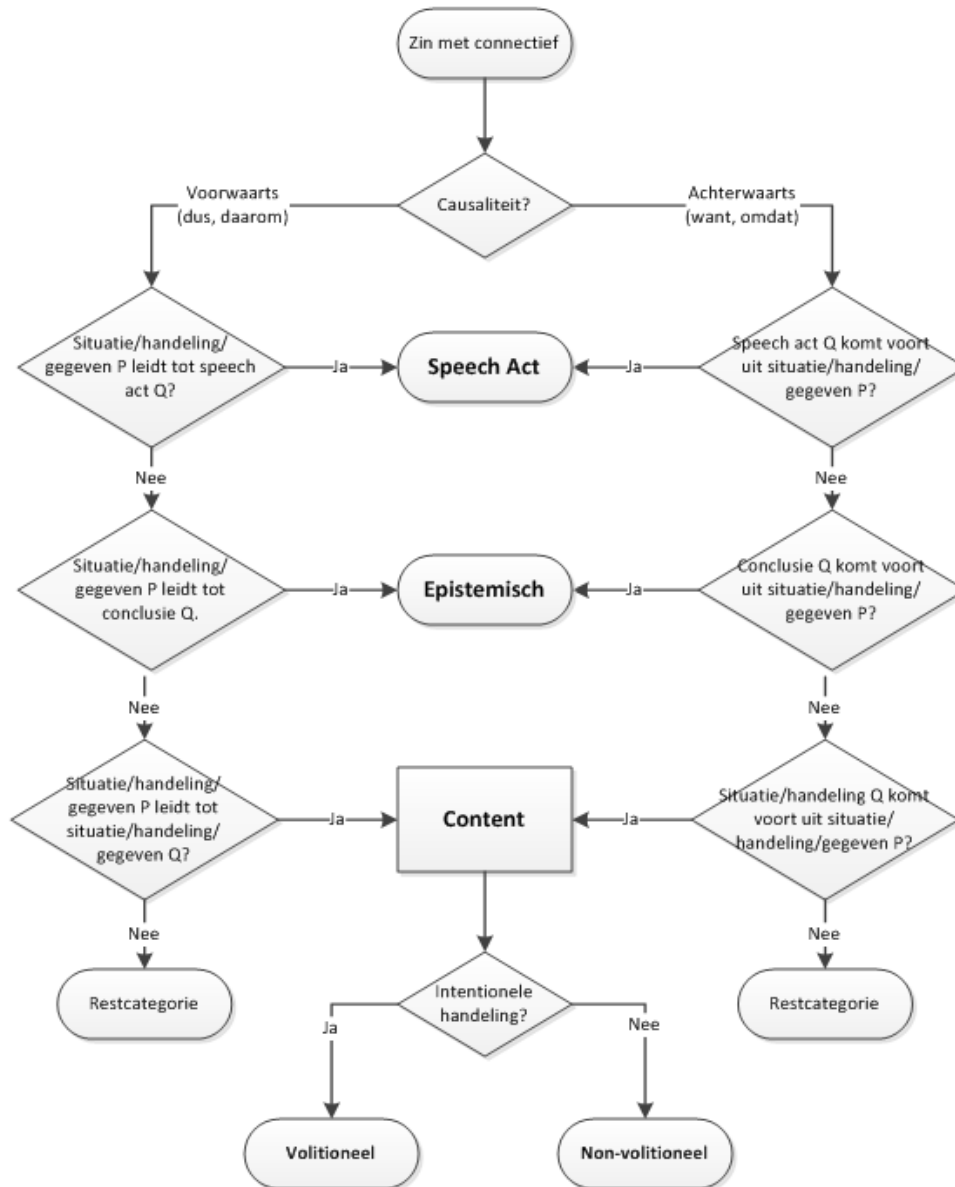 Zin met connectief
Voorwaarts
(dus, daarom)
Causaliteit?
Achterwaarts
(want, omdat)
Situatie/handeling/
gegeven P leidt tot speech
act Q?
Ja
Speech Act
Ja
Speech act Q komt voort
uit situatie/handeling/
gegeven P?
Nee
Nee
Situatie/handeling/
gegeven P leidt tot
conclusie Q.
Ja
Epistemisch
Ja
Conclusie Q komt voort
uit situatie/handeling/
gegeven P?
Nee
Nee
Situatie/handeling/
gegeven P leidt tot
situatie/handeling/
gegeven Q?
Ja
Content
Ja
Situatie/handeling Q komt
voort uit situatie/
handeling/gegeven P?
Nee
Nee
Restcategorie
Intentionele
handeling?
Restcategorie
Ja
Nee
Volitioneel
Non-volitioneel